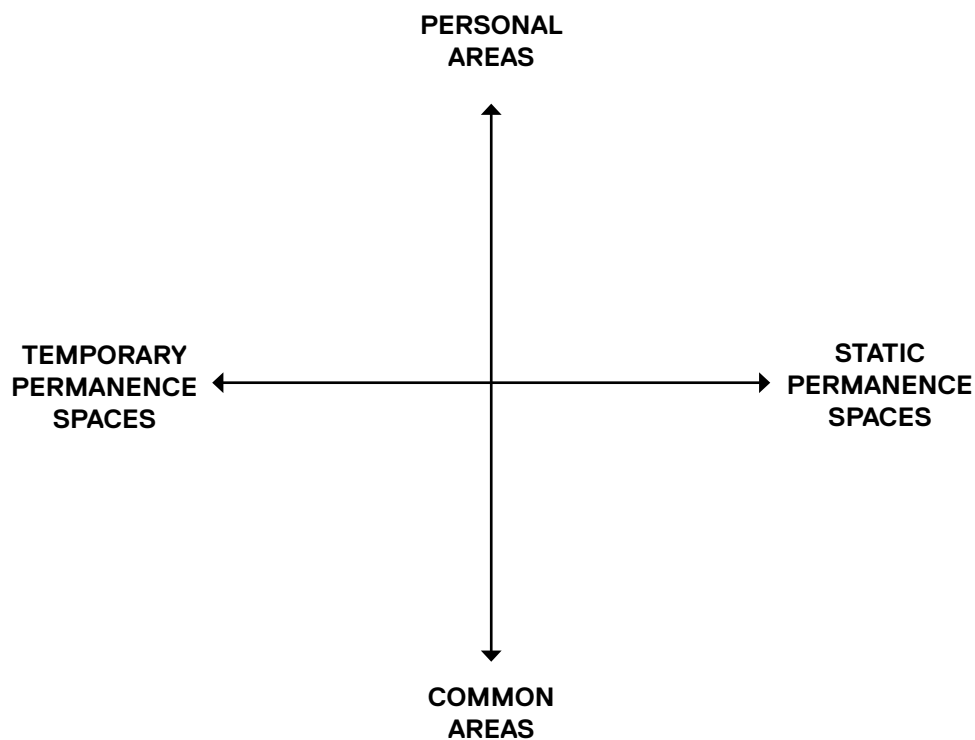 PERSONAL
AREAS
TEMPORARY
PERMANENCE
SPACES
STATIC
PERMANENCE
SPACES
COMMON
AREAS